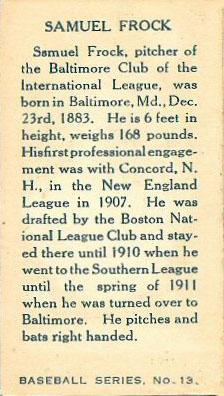 SAMUEL FROCK
Samuel Frock, pitcher of
the Baltimore Club of the
International League, was
born in Baltimore, Md., Dec.
23rd, 1883. He is 6 feet in
height, weighs 168 pounds.
Hisfirst professional engage-
ment was with Concord, N.
H., in the New England
League in 1907. He was
drafted by the Boston Nat-
ional League Club and stay-
ed there until 1910 when he
went to the Southern League
until the spring of 1911
when he was turned over to
Baltimore. He pitches and
bats right handed.
BASEBALL SERIES, No. 13.